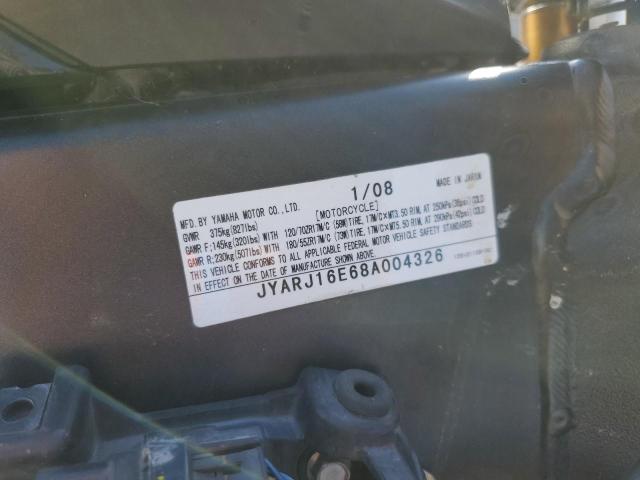 1/08
MADE IN JAPAN
MFD. BY YAMAHA MOTOR CO., LTD.
[MOTORCYCLE]
GVWR 375kg(827lbs)
GAWR F:145kg(320lbs)WITH 120/70ZR17M/C (58W)TIRE, 17M/C×MT3.50 RIM, AT 250kPa(36psi) COLD
GAWR R:230kg(507lbs)WITH 180/55ZR17M/C (73W)TIRE, 17M/C×MT5.50 RIM, AT 290kPa(42psi) COLD
THIS VEHICLE CONFORMS TO ALL APPLICABLE FEDERAL MOTOR VEHICLE SAFETY STANDARDS
IN EFFECT ON THE DATE OF MANUFACTURE SHOWN ABOVE.
JYARJ16E68A004326